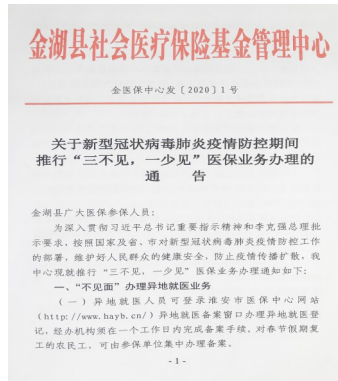 金湖县社会医疗保险基金管理中心
金医保中心发〔2020〕1号
关于新型冠状病毒肺炎疫情防控期间
推行“三不见，一少见”医保业务办理的
通 告
金湖县广大医保参保人员：
为深入贯彻习近平总书记重要指示精神和李克强总理批
示要求，按照国家及省、市对新型冠状病毒肺炎疫情防控工作
的部署，维护好人民群众的健康安全，防止疫情传播扩散，我
中心现就推行“三不见，一少见”医保业务办理通知如下：
一、“不见面”办理异地就医业务
（一）异地就医人员可登录淮安市医保中心网站
（http://www.hayb.cn/）异地就医备案窗口办理异地就医登
记，经办机构须在一个工作日内完成备案手续。对春节假期复
工的农民工，可由参保单位集中办理备案。
- 1 -